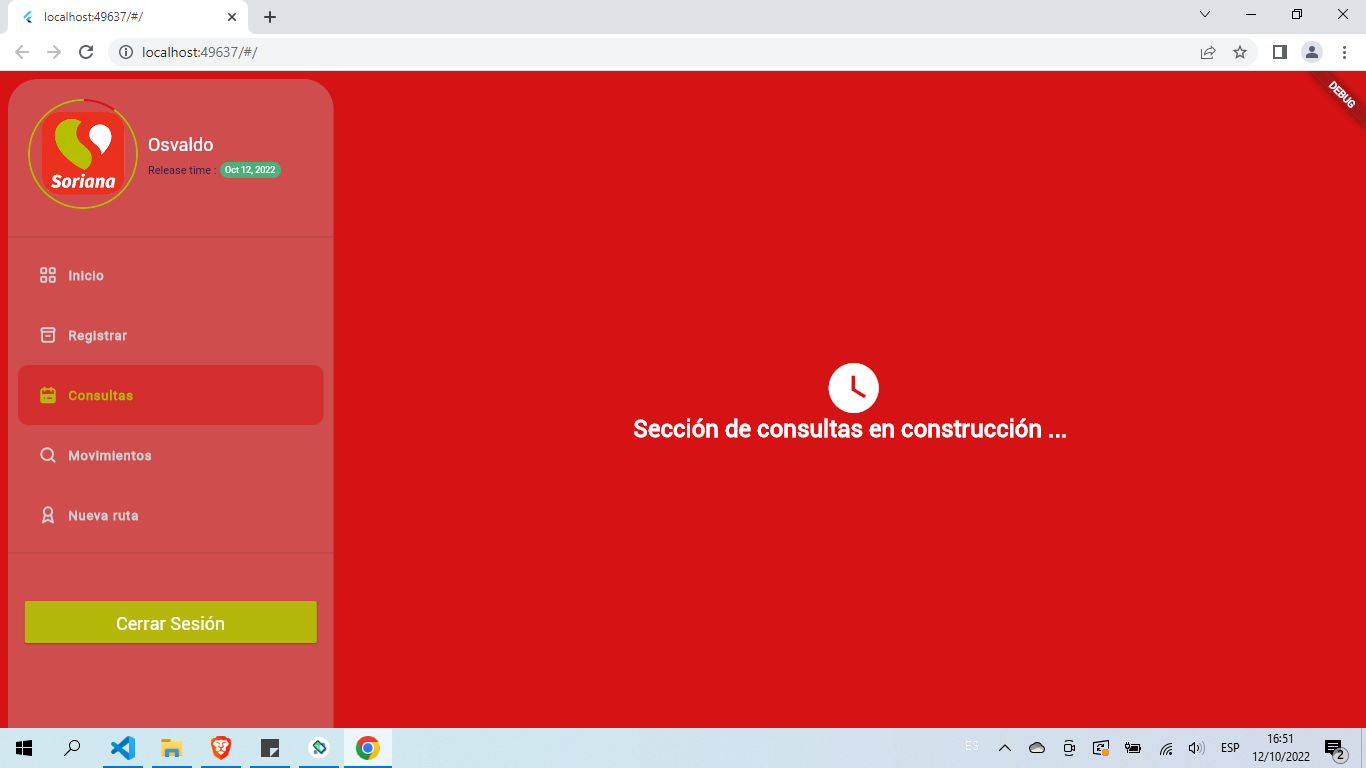 localhost:49637/#/
localhost:49637/#/
DEBUG
Soriana
Osvaldo
Release time : Oct 12, 2022
Inicio
Registrar
Consultas
Movimientos
Nueva ruta
Cerrar Sesión
Sección de consultas en construcción ...
ES
ESP
16:51
12/10/2022
2